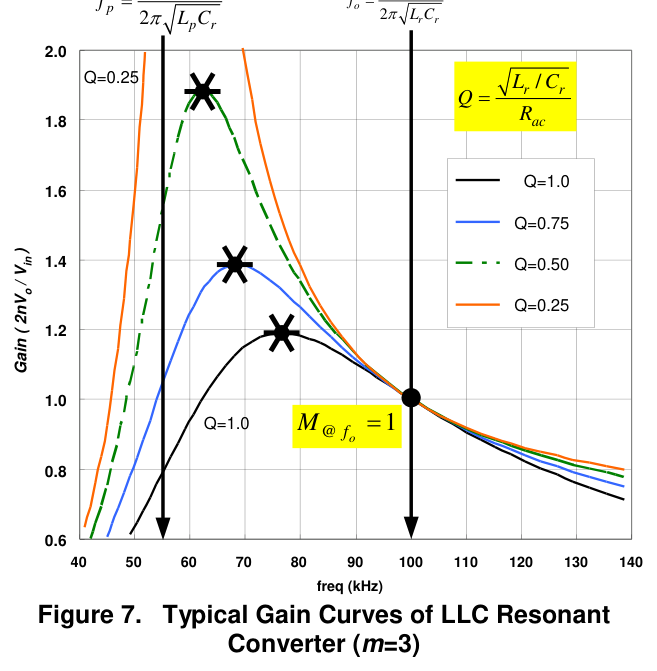 f_p = 1/(2π√(L_p C_r))
f_o = 1/(2π√(L_r C_r))
2.0
1.8
1.6
1.4
1.2
1.0
0.8
0.6
Gain ( 2nV_o / V_in )
Q=0.25
Q = √(L_r / C_r) / R_ac
Q=1.0
Q=0.75
Q=0.50
Q=0.25
Q=1.0
M_@ f_o = 1
40 50 60 70 80 90 100 110 120 130 140
freq (kHz)
Figure 7. Typical Gain Curves of LLC Resonant
Converter (m=3)